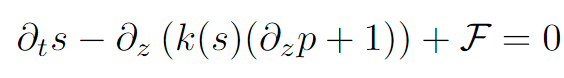 ∂ₜs − ∂_z (k(s)(∂_z p + 1)) + ℱ = 0